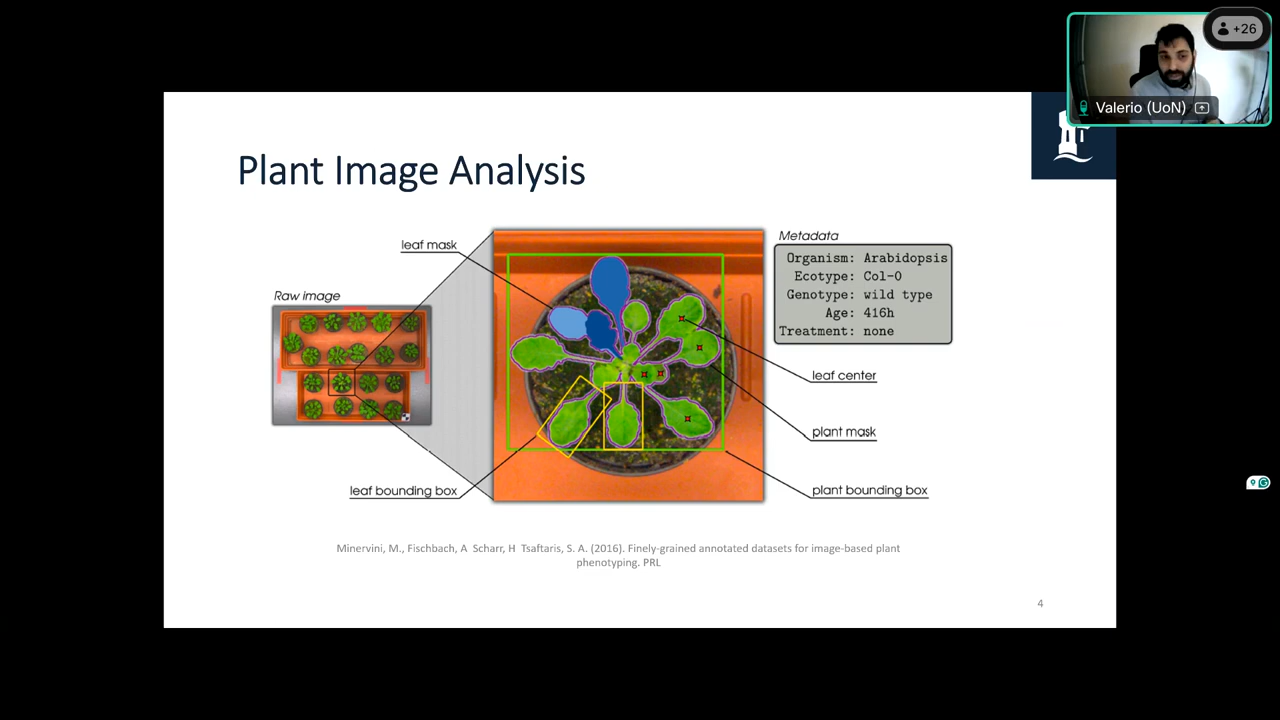 +26
Valerio (UoN)
Plant Image Analysis
leaf mask
Raw image
leaf bounding box
Metadata
Organism: Arabidopsis
Ecotype: Col-0
Genotype: wild type
Age: 416h
Treatment: none
leaf center
plant mask
plant bounding box
Minervini, M., Fischbach, A Scharr, H Tsaftaris, S. A. (2016). Finely-grained annotated datasets for image-based plant
phenotyping. PRL
4